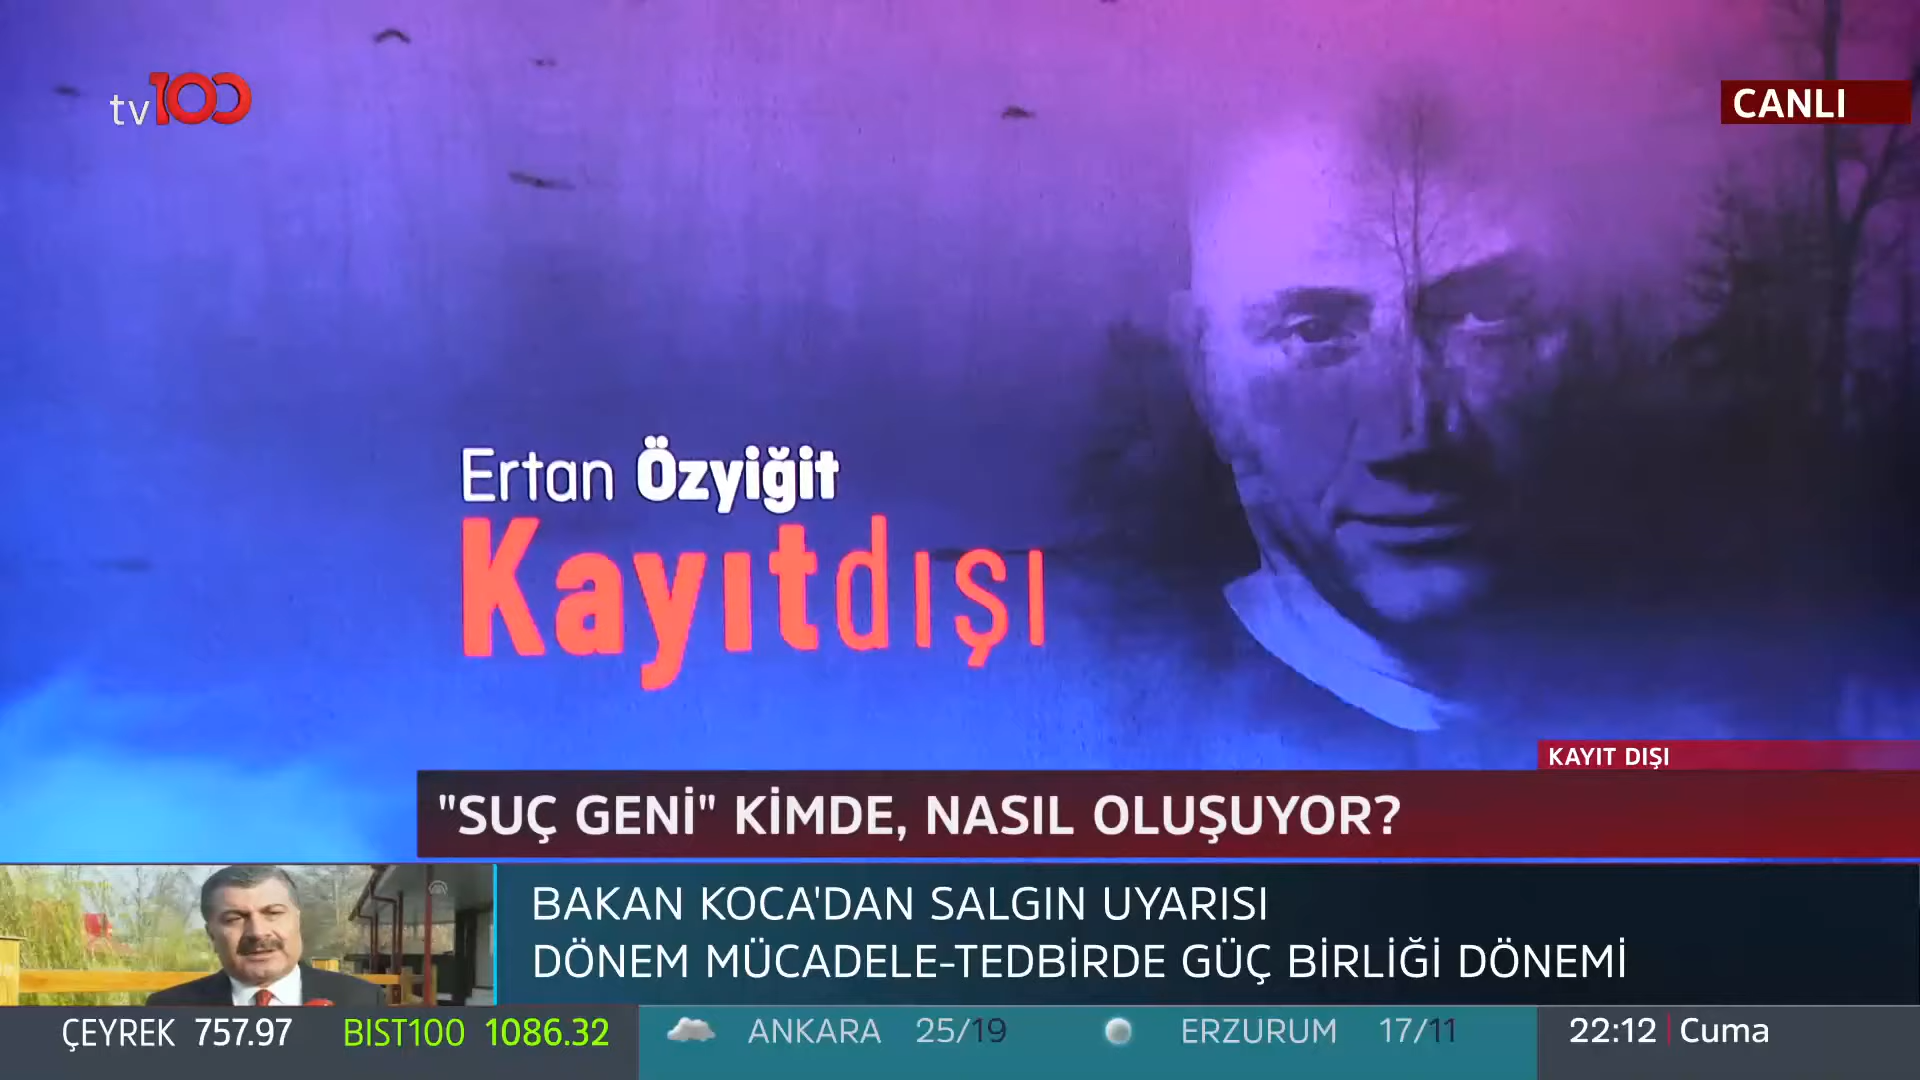 tv100
CANLI
Ertan Özyiğit
Kayıtdışı
KAYIT DIŞI
"SUÇ GENİ" KİMDE, NASIL OLUŞUYOR?
BAKAN KOCA'DAN SALGIN UYARISI
DÖNEM MÜCADELE-TEDBİRDE GÜÇ BİRLİĞİ DÖNEMİ
ÇEYREK 757.97 BIST100 1086.32 ANKARA 25/19 ERZURUM 17/11 22:12 Cuma